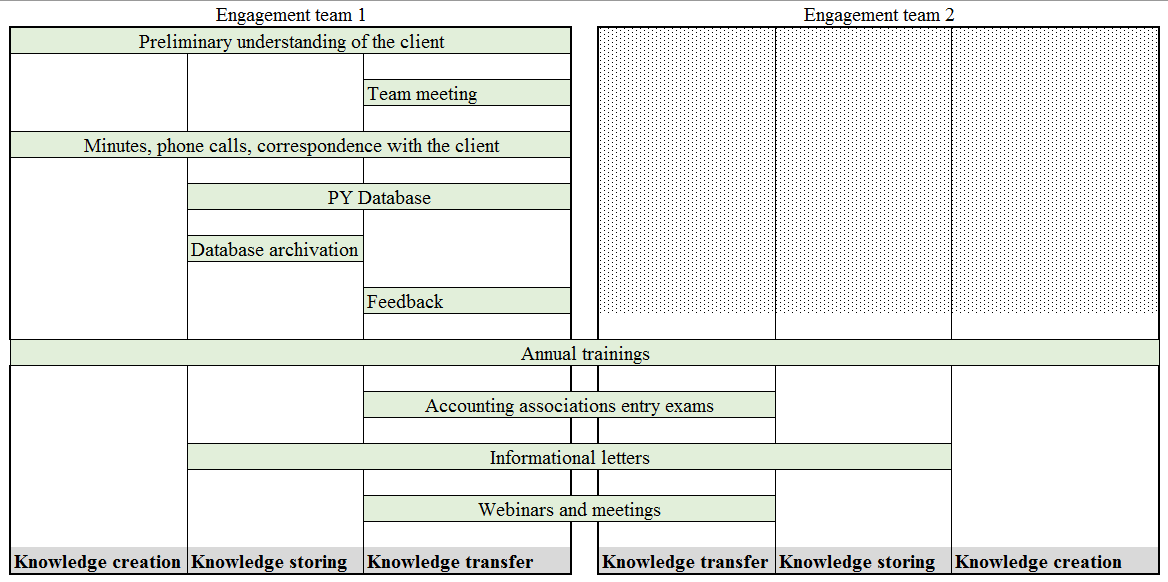 Engagement team 1
Engagement team 2
Preliminary understanding of the client
Team meeting
Minutes, phone calls, correspondence with the client
PY Database
Database archivation
Feedback
Annual trainings
Accounting associations entry exams
Informational letters
Webinars and meetings
Knowledge creation
Knowledge storing
Knowledge transfer
Knowledge transfer
Knowledge storing
Knowledge creation